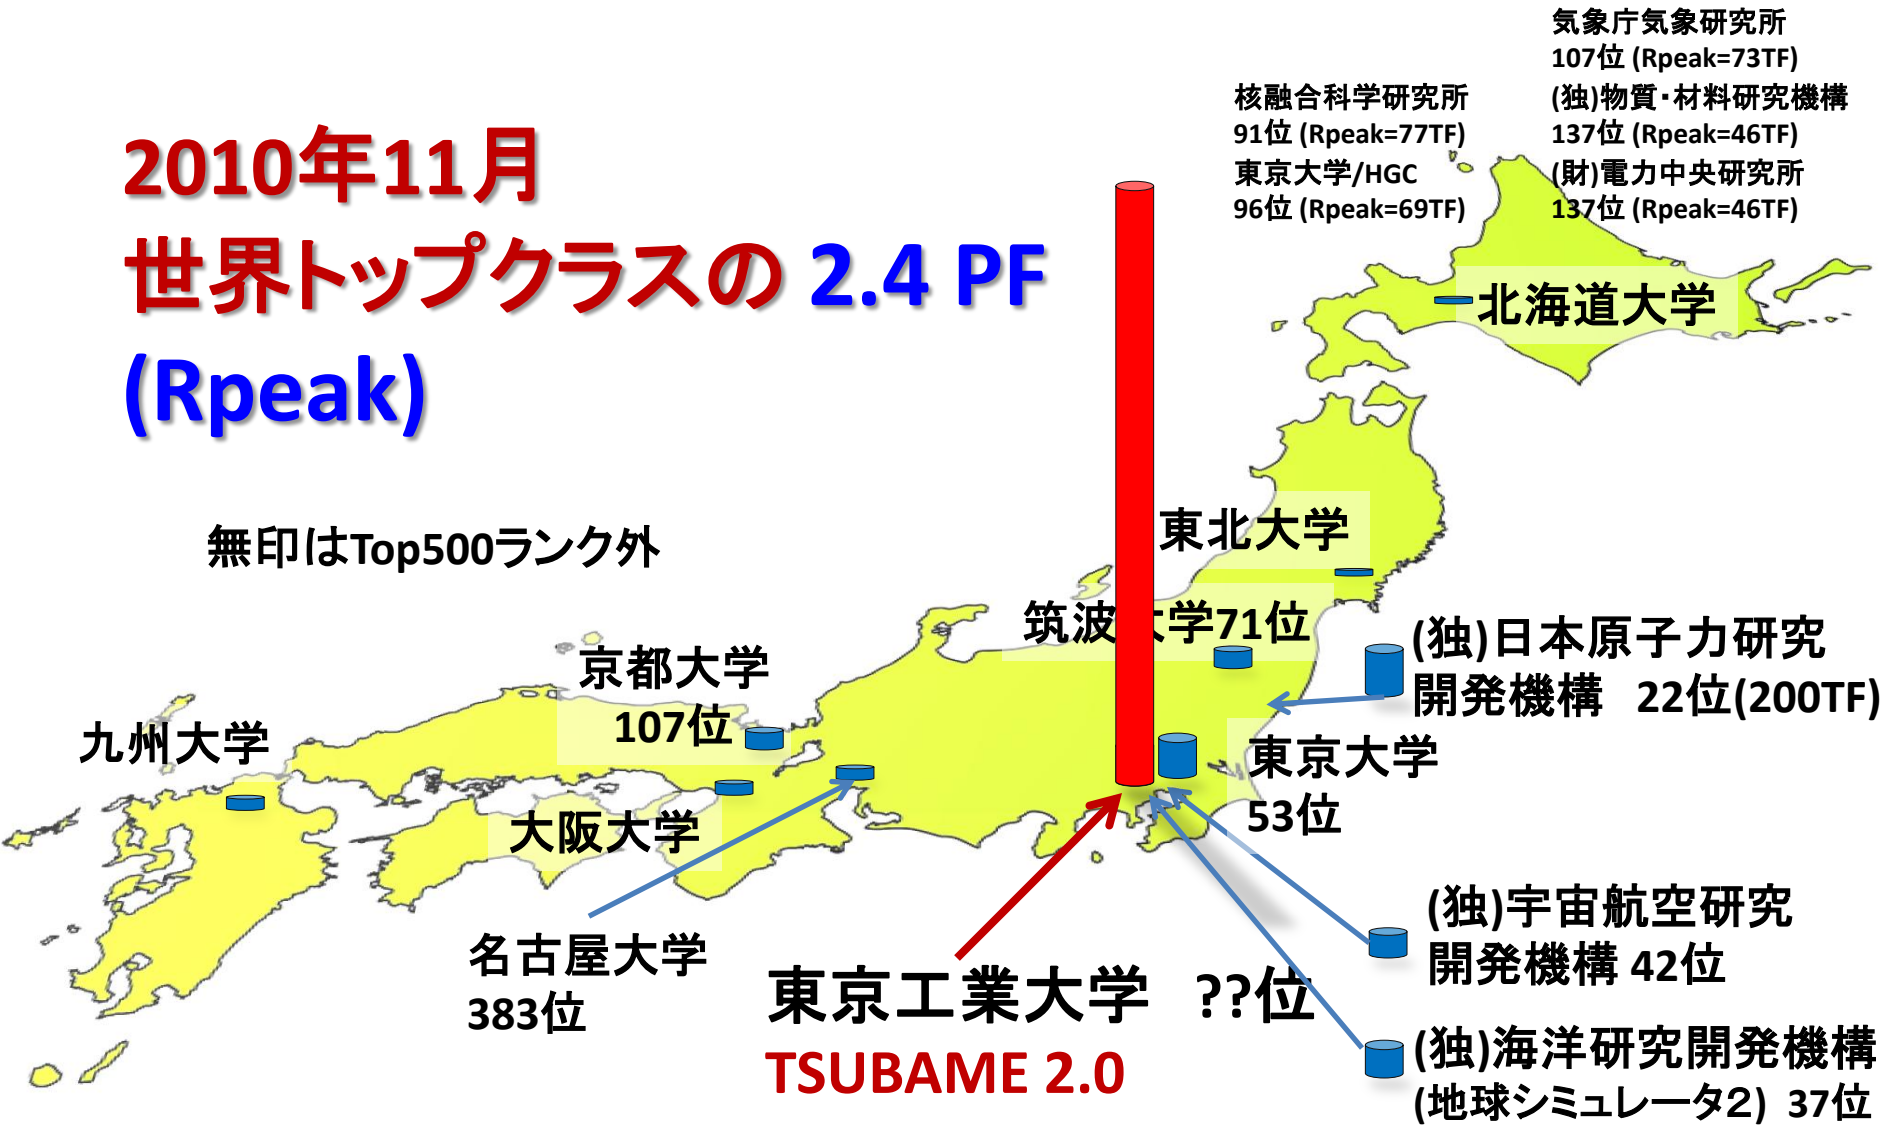 気象庁気象研究所
107位 (Rpeak=73TF)
核融合科学研究所
(独)物質・材料研究機構
91位 (Rpeak=77TF)
137位 (Rpeak=46TF)
東京大学/HGC
(財)電力中央研究所
96位 (Rpeak=69TF)
137位 (Rpeak=46TF)
2010年11月
世界トップクラスの 2.4 PF
(Rpeak)
北海道大学
無印はTop500ランク外
東北大学
筑波大学71位
(独)日本原子力研究
開発機構 22位(200TF)
京都大学
107位
九州大学
東京大学
53位
大阪大学
名古屋大学
383位
(独)宇宙航空研究
開発機構 42位
東京工業大学 ??位
TSUBAME 2.0
(独)海洋研究開発機構
(地球シミュレータ２) 37位